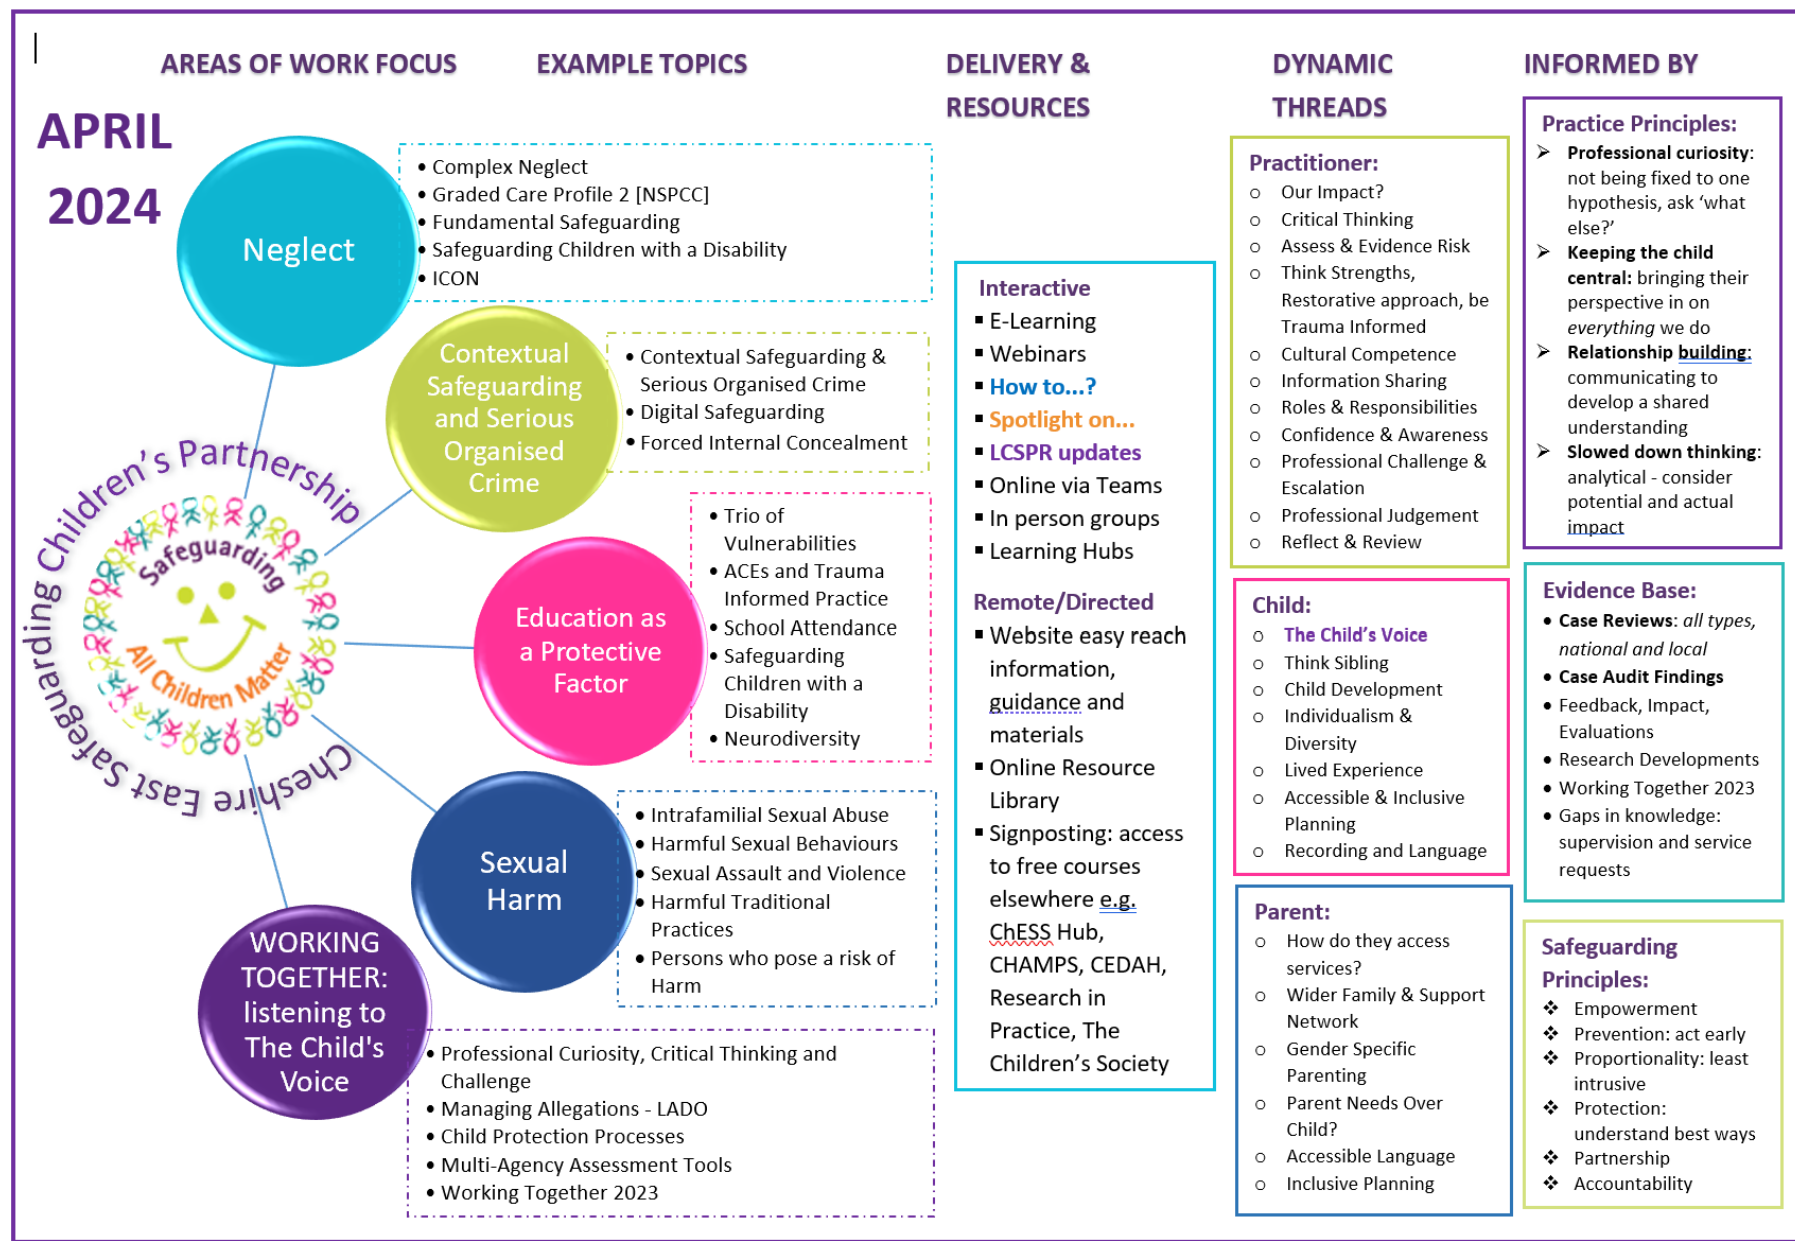 AREAS OF WORK FOCUS
EXAMPLE TOPICS
DELIVERY &
RESOURCES
DYNAMIC
THREADS
INFORMED BY
APRIL
2024
Cheshire East Safeguarding Children's Partnership
Safeguarding
All Children Matter
Neglect
• Complex Neglect
• Graded Care Profile 2 [NSPCC]
• Fundamental Safeguarding
• Safeguarding Children with a Disability
• ICON
Contextual
Safeguarding
and Serious
Organised
Crime
• Contextual Safeguarding &
Serious Organised Crime
• Digital Safeguarding
• Forced Internal Concealment
Education as
a Protective
Factor
• Trio of
Vulnerabilities
• ACEs and Trauma
Informed Practice
• School Attendance
• Safeguarding
Children with a
Disability
• Neurodiversity
Sexual
Harm
• Intrafamilial Sexual Abuse
• Harmful Sexual Behaviours
• Sexual Assault and Violence
• Harmful Traditional
Practices
• Persons who pose a risk of
Harm
WORKING
TOGETHER:
listening to
The Child's
Voice
• Professional Curiosity, Critical Thinking and
Challenge
• Managing Allegations - LADO
• Child Protection Processes
• Multi-Agency Assessment Tools
• Working Together 2023
Interactive
▪ E-Learning
▪ Webinars
▪ How to...?
▪ Spotlight on...
▪ LCSPR updates
▪ Online via Teams
▪ In person groups
▪ Learning Hubs
Remote/Directed
▪ Website easy reach
information,
guidance and
materials
▪ Online Resource
Library
▪ Signposting: access
to free courses
elsewhere e.g.
ChESS Hub,
CHAMPS, CEDAH,
Research in
Practice, The
Children's Society
Practitioner:
o Our Impact?
o Critical Thinking
o Assess & Evidence Risk
o Think Strengths,
Restorative approach, be
Trauma Informed
o Cultural Competence
o Information Sharing
o Roles & Responsibilities
o Confidence & Awareness
o Professional Challenge &
Escalation
o Professional Judgement
o Reflect & Review
Child:
o The Child's Voice
o Think Sibling
o Child Development
o Individualism &
Diversity
o Lived Experience
o Accessible & Inclusive
Planning
o Recording and Language
Parent:
o How do they access
services?
o Wider Family & Support
Network
o Gender Specific
Parenting
o Parent Needs Over
Child?
o Accessible Language
o Inclusive Planning
Practice Principles:
➢ Professional curiosity:
not being fixed to one
hypothesis, ask 'what
else?'
➢ Keeping the child
central: bringing their
perspective in on
everything we do
➢ Relationship building:
communicating to
develop a shared
understanding
➢ Slowed down thinking:
analytical - consider
potential and actual
impact
Evidence Base:
• Case Reviews: all types,
national and local
• Case Audit Findings
• Feedback, Impact,
Evaluations
• Research Developments
• Working Together 2023
• Gaps in knowledge:
supervision and service
requests
Safeguarding
Principles:
❖ Empowerment
❖ Prevention: act early
❖ Proportionality: least
intrusive
❖ Protection:
understand best ways
❖ Partnership
❖ Accountability